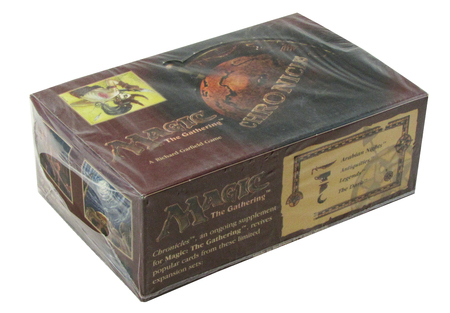 CHRONICLES
MAGIC
The Gathering
A Richard Garfield Game
MAGIC
The Gathering
Chronicles™, an ongoing supplement
for Magic: The Gathering™, revives
popular cards from these limited
expansion sets.
Arabian Nights™
Antiquities
Legends
The Dark